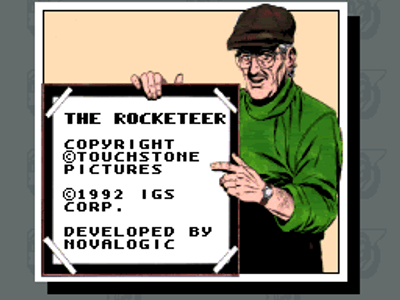 THE ROCKETEER
COPYRIGHT
©TOUCHSTONE
PICTURES
©1992 IGS
CORP.
DEVELOPED BY
NOVALOGIC